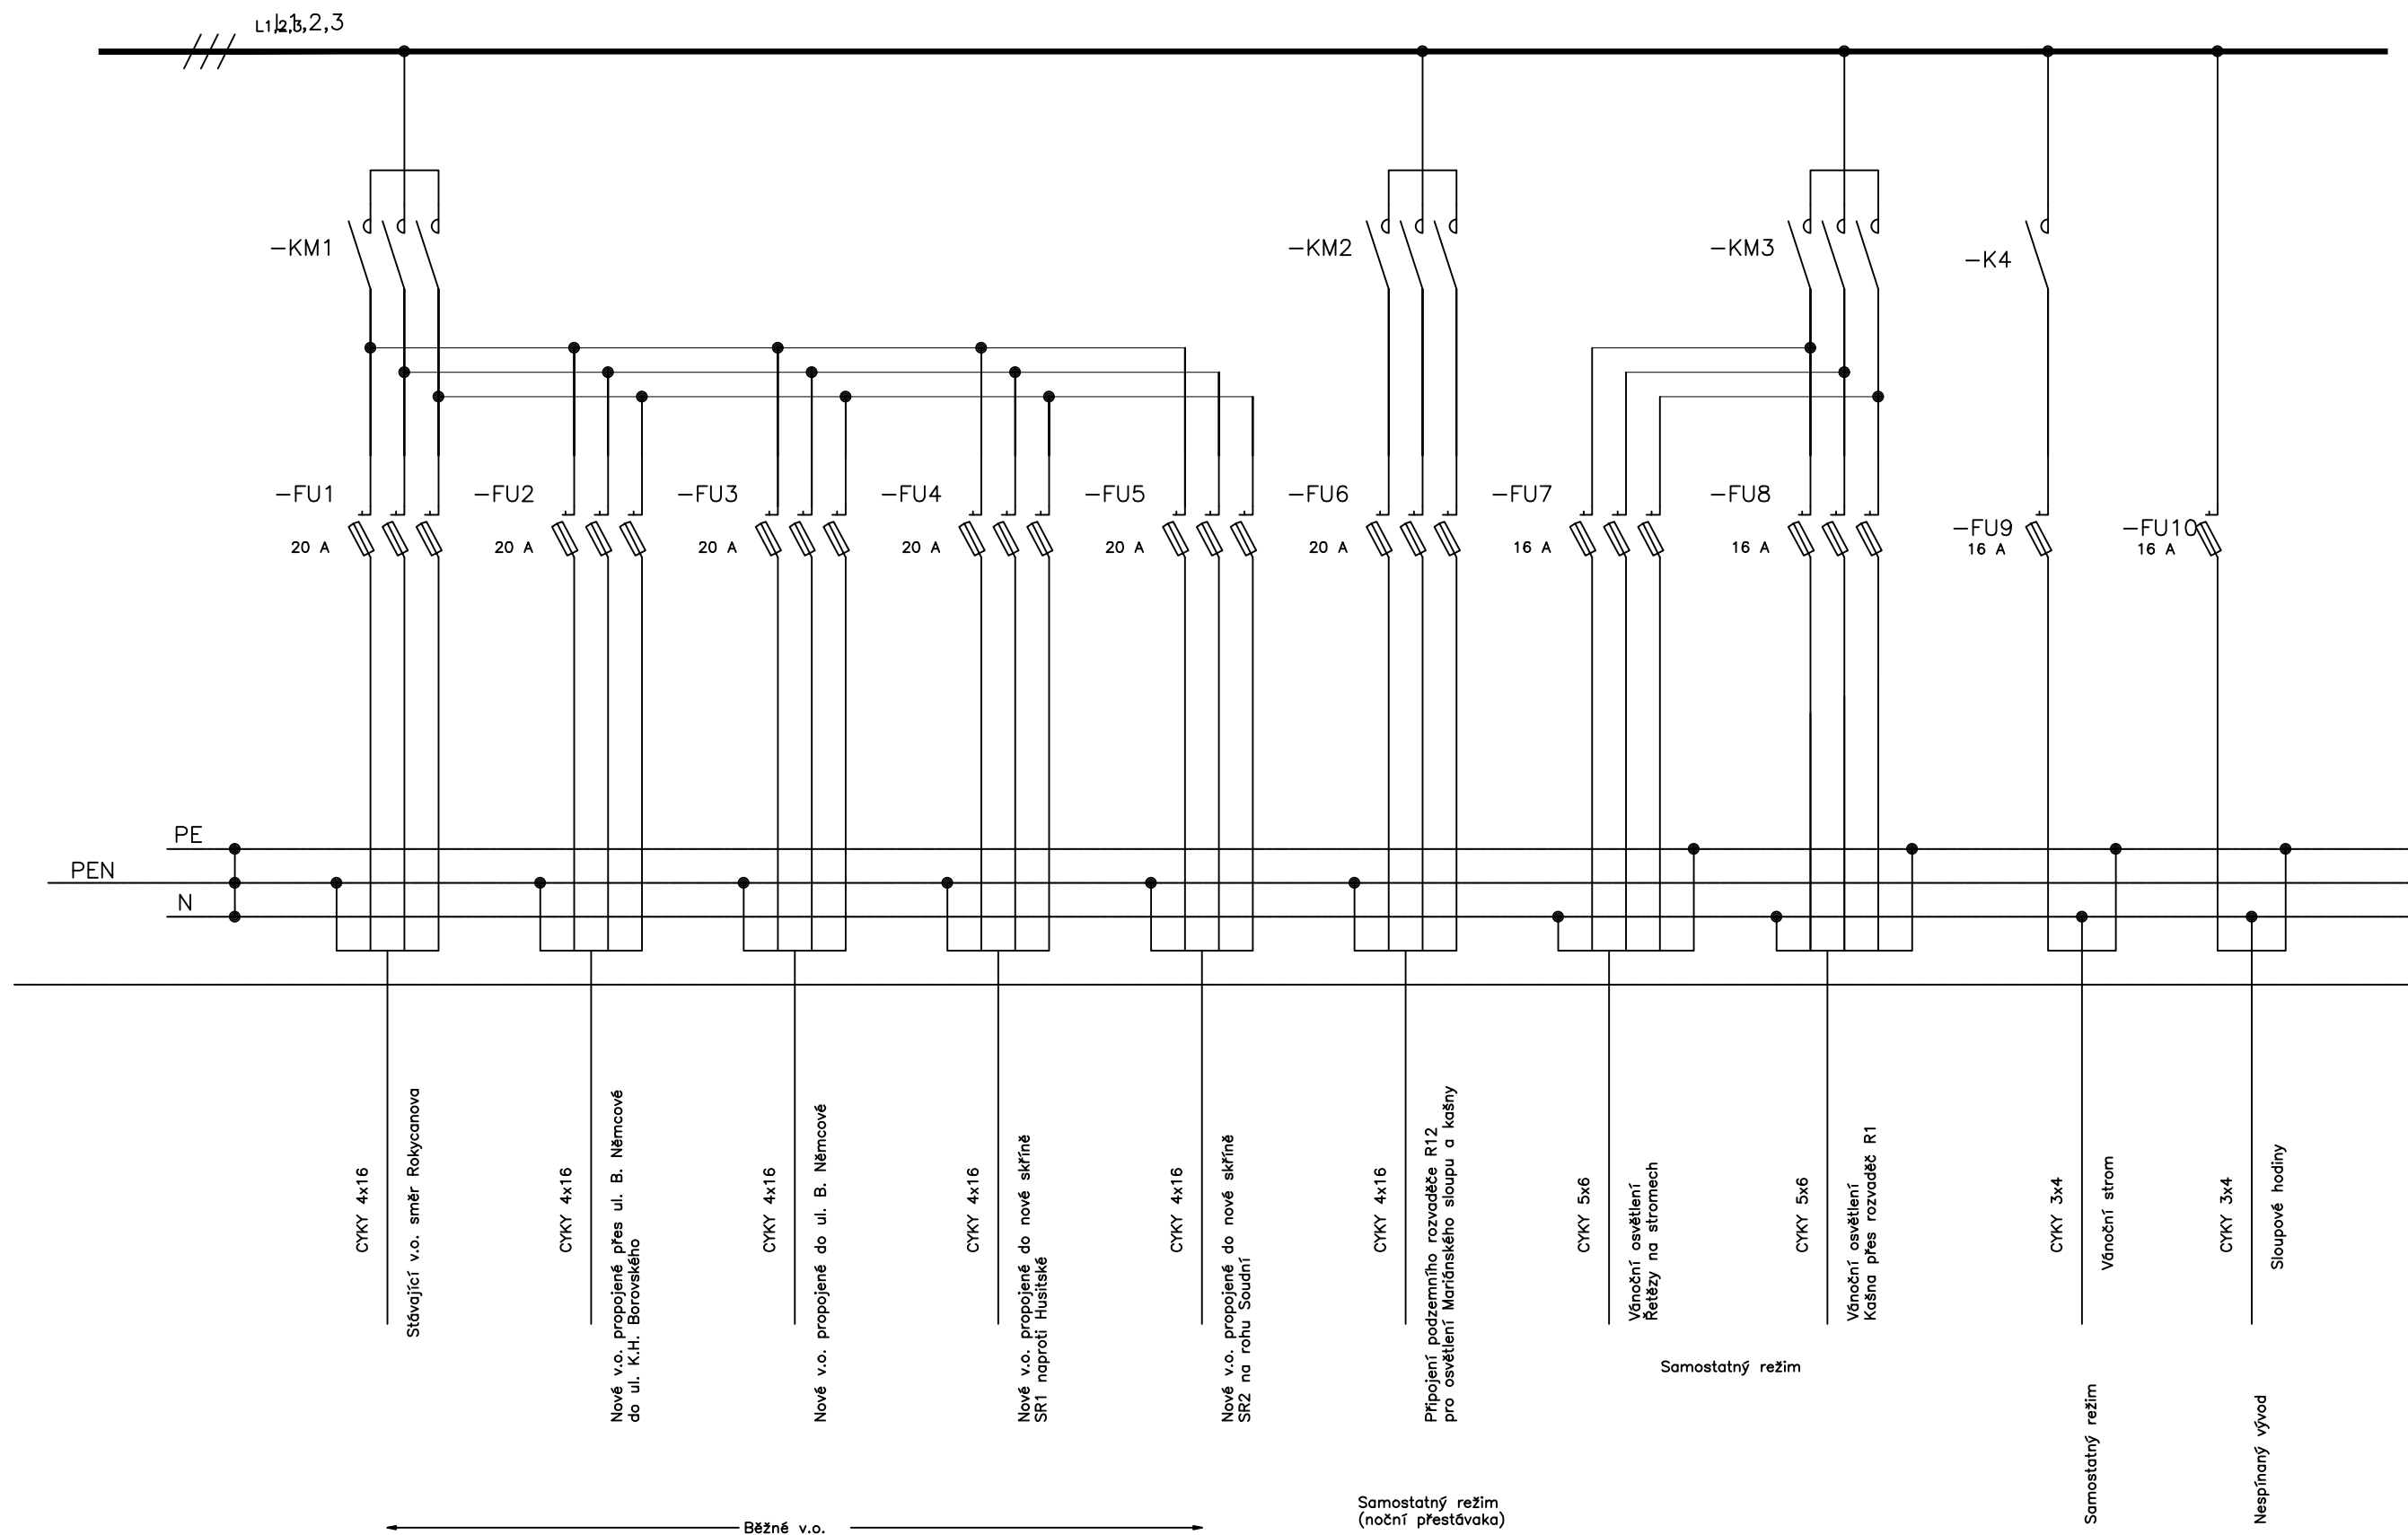 L1,2,3
L1,2,3
-KM1
-KM2
-KM3
-K4
-FU1
20 A
-FU2
20 A
-FU3
20 A
-FU4
20 A
-FU5
20 A
-FU6
20 A
-FU7
16 A
-FU8
16 A
-FU9
16 A
-FU10
16 A
PE
PEN
N
CYKY 4x16
Stávající v.o. směr Rokycanova
CYKY 4x16
Nové v.o. propojené přes ul. B. Němcové
do ul. K.H. Borovského
CYKY 4x16
Nové v.o. propojené do ul. B. Němcové
CYKY 4x16
Nové v.o. propojené do nové skříně
SR1 naproti Husitské
CYKY 4x16
Nové v.o. propojené do nové skříně
SR2 na rohu Soudní
CYKY 4x16
Připojení podzemního rozvaděče R12
pro osvětlení Mariánského sloupu a kašny
CYKY 5x6
Vánoční osvětlení
Řetězy na stromech
CYKY 5x6
Vánoční osvětlení
Kašna přes rozvaděč R1
CYKY 3x4
Vánoční strom
CYKY 3x4
Sloupové hodiny
Samostatný režim
Samostatný režim
Nespínaný vývod
Běžné v.o.
Samostatný režim
(noční přestávaka)